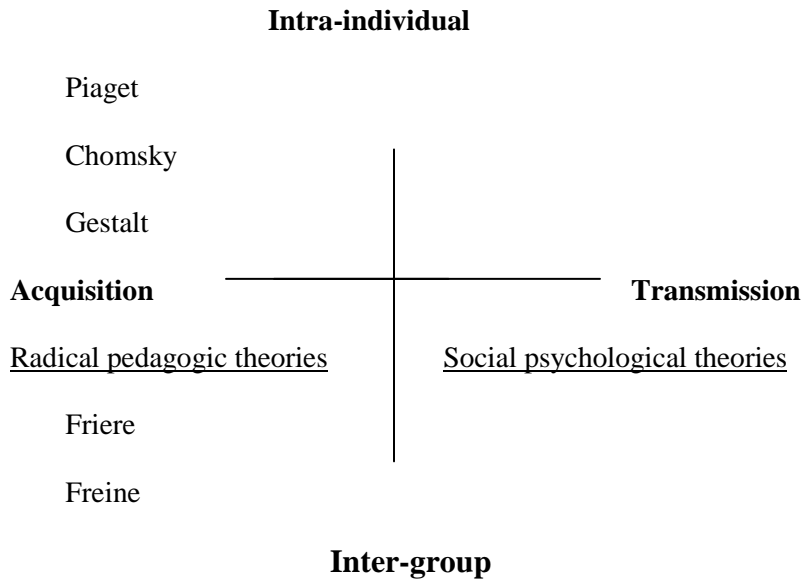 Intra-individual
Piaget
Chomsky
Gestalt
Acquisition Transmission
Radical pedagogic theories Social psychological theories
Friere
Freine
Inter-group